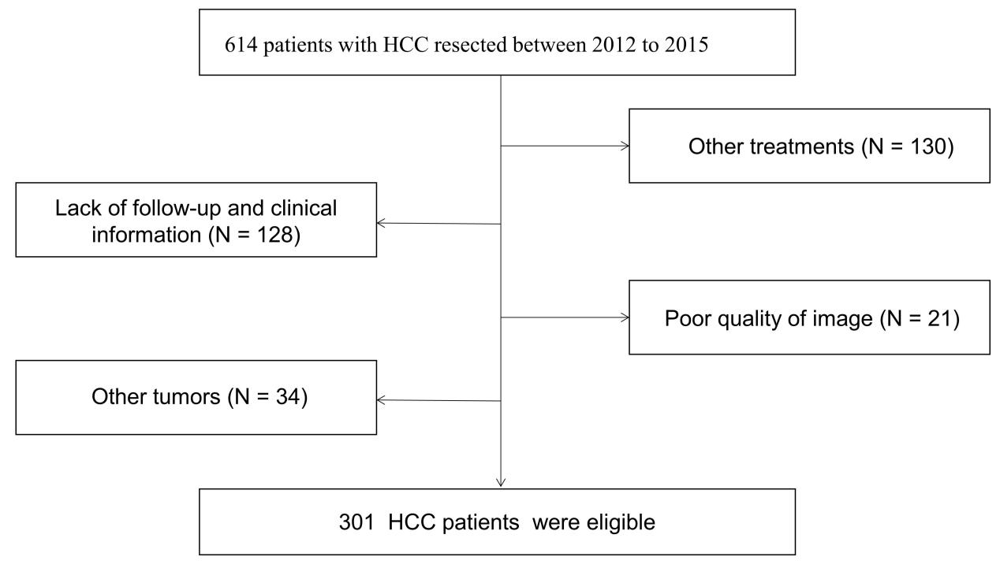 614 patients with HCC resected between 2012 to 2015
Other treatments (N = 130)
Lack of follow-up and clinical
information (N = 128)
Poor quality of image (N = 21)
Other tumors (N = 34)
301 HCC patients were eligible